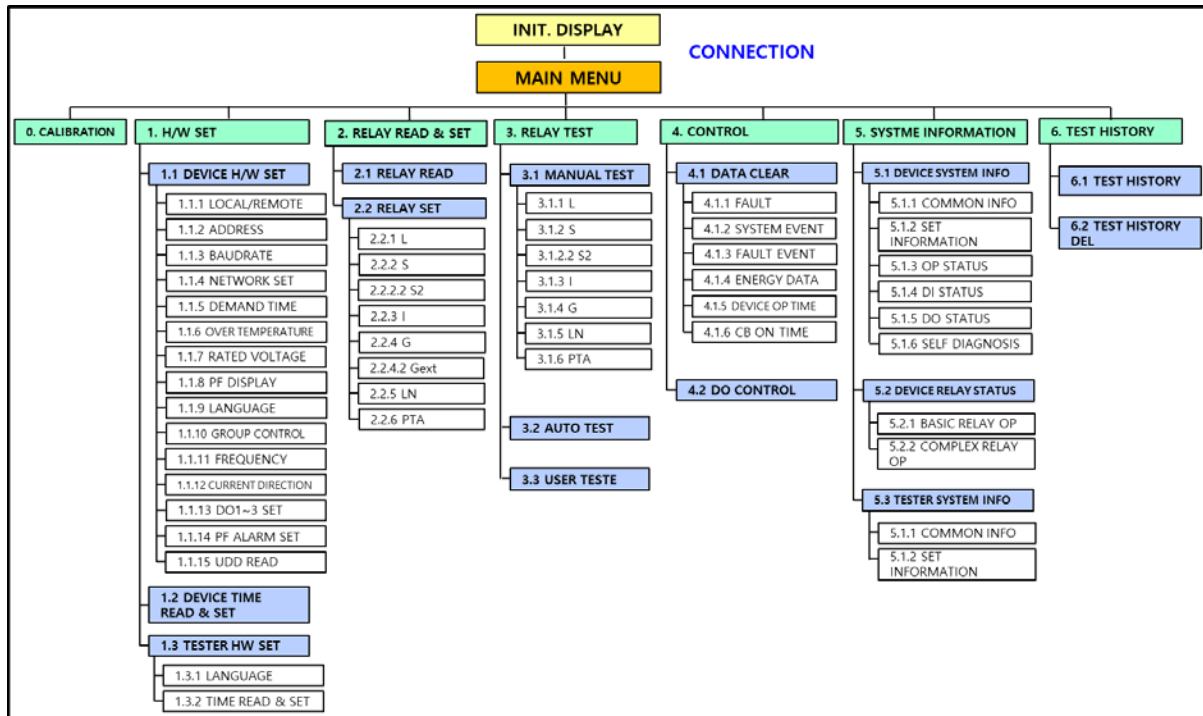 INIT. DISPLAY
CONNECTION
MAIN MENU
0. CALIBRATION
1. H/W SET
1.1 DEVICE H/W SET
1.1.1 LOCAL/REMOTE
1.1.2 ADDRESS
1.1.3 BAUDRATE
1.1.4 NETWORK SET
1.1.5 DEMAND TIME
1.1.6 OVER TEMPERATURE
1.1.7 RATED VOLTAGE
1.1.8 PF DISPLAY
1.1.9 LANGUAGE
1.1.10 GROUP CONTROL
1.1.11 FREQUENCY
1.1.12 CURRENT DIRECTION
1.1.13 DO1~3 SET
1.1.14 PF ALARM SET
1.1.15 UDD READ
1.2 DEVICE TIME
READ & SET
1.3 TESTER HW SET
1.3.1 LANGUAGE
1.3.2 TIME READ & SET
2. RELAY READ & SET
2.1 RELAY READ
2.2 RELAY SET
2.2.1 L
2.2.2 S
2.2.2.2 S2
2.2.3 I
2.2.4 G
2.2.4.2 Gext
2.2.5 LN
2.2.6 PTA
3. RELAY TEST
3.1 MANUAL TEST
3.1.1 L
3.1.2 S
3.1.2.2 S2
3.1.3 I
3.1.4 G
3.1.5 LN
3.1.6 PTA
3.2 AUTO TEST
3.3 USER TESTE
4. CONTROL
4.1 DATA CLEAR
4.1.1 FAULT
4.1.2 SYSTEM EVENT
4.1.3 FAULT EVENT
4.1.4 ENERGY DATA
4.1.5 DEVICE OP TIME
4.1.6 CB ON TIME
4.2 DO CONTROL
5. SYSTME INFORMATION
5.1 DEVICE SYSTEM INFO
5.1.1 COMMON INFO
5.1.2 SET
INFORMATION
5.1.3 OP STATUS
5.1.4 DI STATUS
5.1.5 DO STATUS
5.1.6 SELF DIAGNOSIS
5.2 DEVICE RELAY STATUS
5.2.1 BASIC RELAY OP
5.2.2 COMPLEX RELAY
OP
5.3 TESTER SYSTEM INFO
5.1.1 COMMON INFO
5.1.2 SET
INFORMATION
6. TEST HISTORY
6.1 TEST HISTORY
6.2 TEST HISTORY
DEL